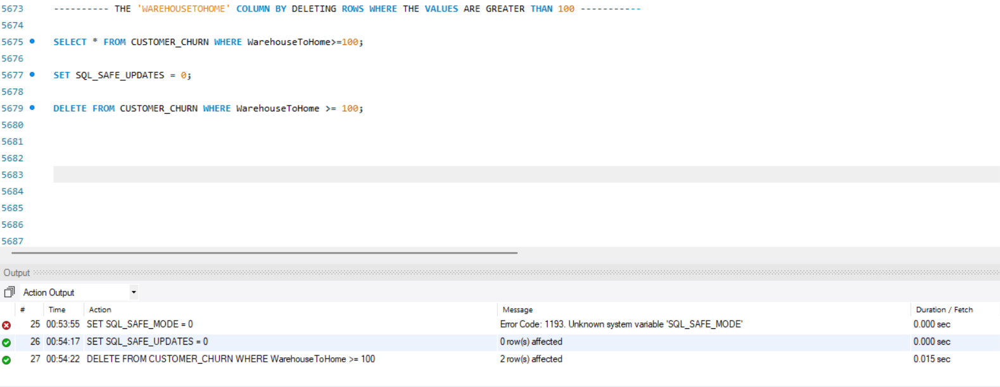 5673 ---------- THE 'WAREHOUSETOHOME' COLUMN BY DELETING ROWS WHERE THE VALUES ARE GREATER THAN 100 -----------
5674
5675 SELECT * FROM CUSTOMER_CHURN WHERE WarehouseToHome>=100;
5676
5677 SET SQL_SAFE_UPDATES = 0;
5678
5679 DELETE FROM CUSTOMER_CHURN WHERE WarehouseToHome >= 100;
5680
5681
5682
5683
5684
5685
5686
5687
Output
Action Output
# Time Action Message Duration / Fetch
25 00:53:55 SET SQL_SAFE_MODE = 0 Error Code: 1193. Unknown system variable 'SQL_SAFE_MODE' 0.000 sec
26 00:54:17 SET SQL_SAFE_UPDATES = 0 0 row(s) affected 0.000 sec
27 00:54:22 DELETE FROM CUSTOMER_CHURN WHERE WarehouseToHome >= 100 2 row(s) affected 0.015 sec